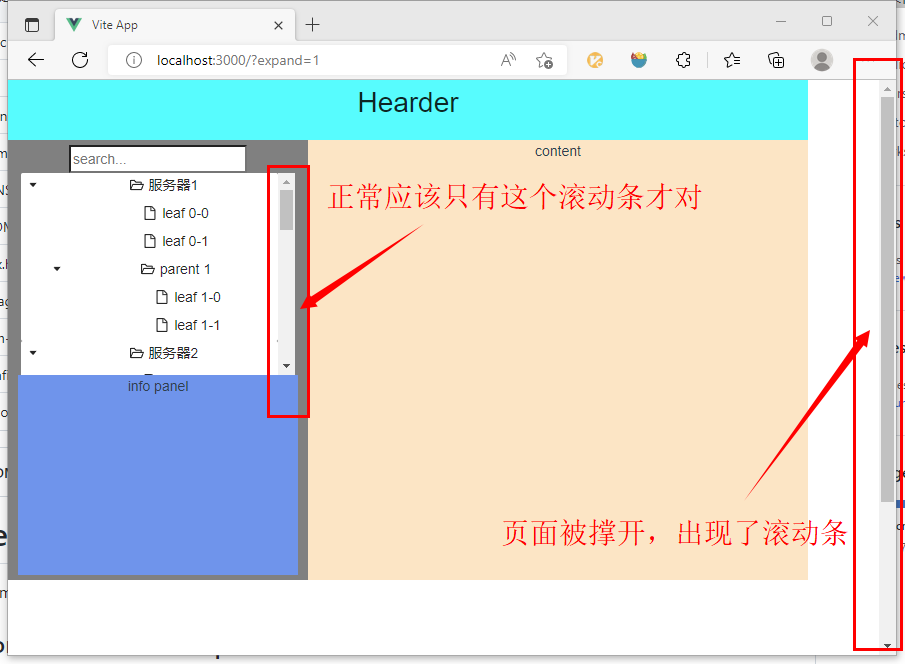 Vite App
localhost:3000/?expand=1
Hearder
search...
content
服务器1
leaf 0-0
leaf 0-1
parent 1
leaf 1-0
leaf 1-1
服务器2
info panel
正常应该只有这个滚动条才对
页面被撑开，出现了滚动条